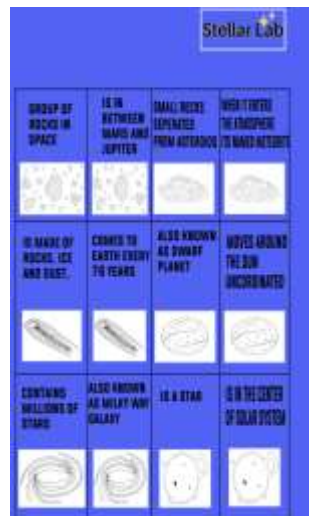 Stellar Lab
GROUP OF
ROCKS IN
SPACE
IS IN
BETWEEN
MARS AND
JUPITER
SMALL ROCKS
SEPERATED
FROM ASTEROIDS
WHEN IT ENTERS
THE ATMOSPHERE
ITS NAMED METEORITE
IS MADE OF
ROCKS, ICE
AND DUST.
COMES TO
EARTH EVERY
76 YEARS
ALSO KNOWN
AS DWARF
PLANET
MOVES AROUND
THE SUN
UNCORDINATED
CONTAINS
MILLIONS OF
STARS
ALSO KNOWN
AS MILKY WAY
GALAXY
IS A STAR
IS IN THE CENTER
OF SOLAR SYSTEM